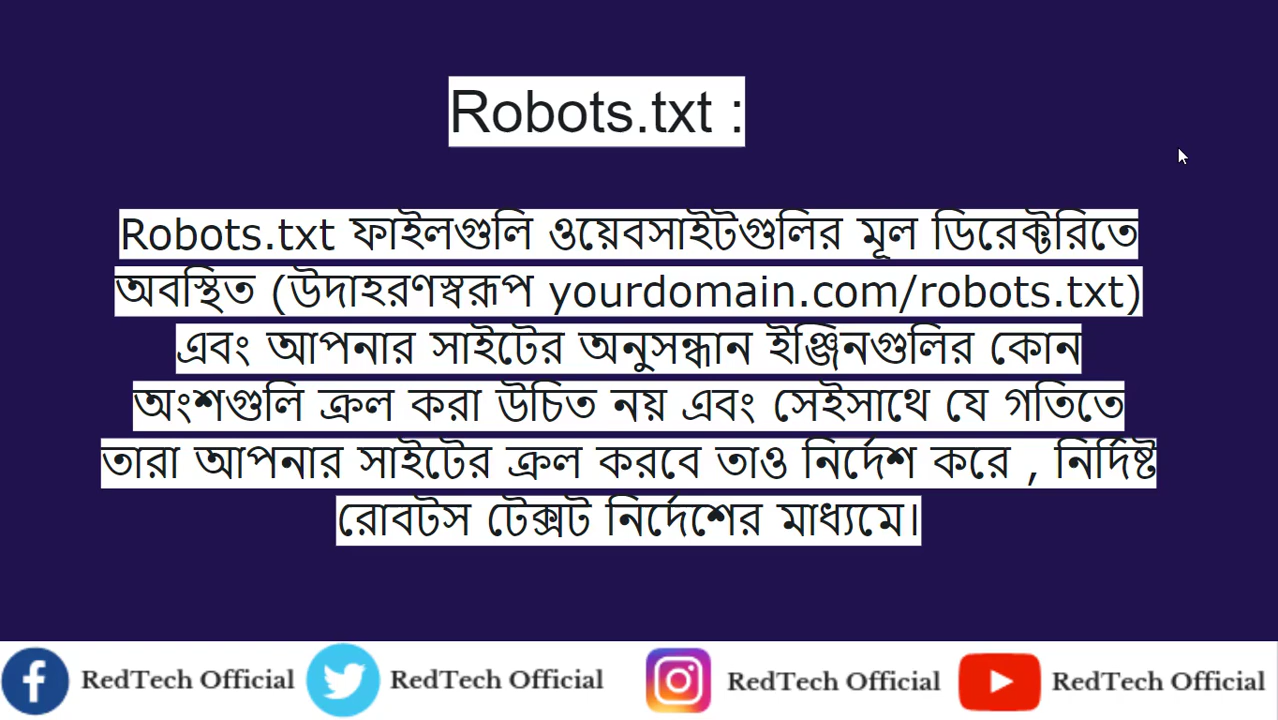 Robots.txt :
Robots.txt ফাইলগুলি ওয়েবসাইটগুলির মূল ডিরেক্টরিতে
অবস্থিত (উদাহরণস্বরূপ yourdomain.com/robots.txt)
এবং আপনার সাইটের অনুসন্ধান ইঞ্জিনগুলির কোন
অংশগুলি ক্রল করা উচিত নয় এবং সেইসাথে যে গতিতে
তারা আপনার সাইটের ক্রল করবে তাও নির্দেশ করে , নির্দিষ্ট
রোবটস টেক্সট নির্দেশের মাধ্যমে।
RedTech Official RedTech Official RedTech Official RedTech Official